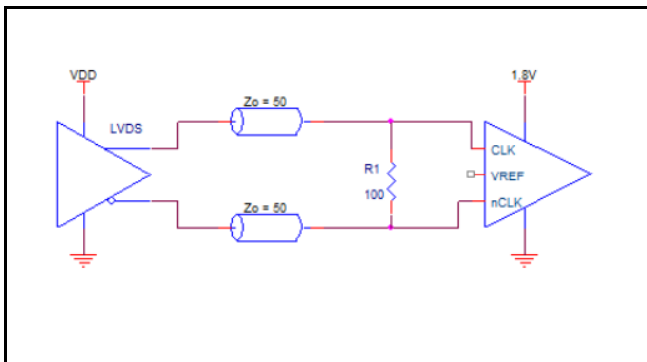 VDD
1.8V
Zo = 50
LVDS
CLK
R1
VREF
100
nCLK
Zo = 50